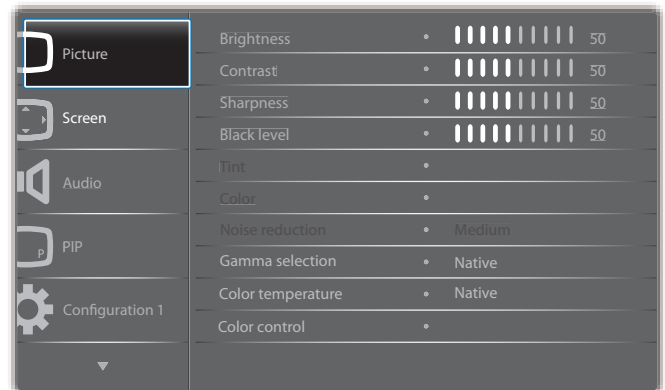 Picture
Screen
Audio
P
PIP
Configuration 1
Brightness • 50
Contrast • 50
Sharpness • 50
Black level • 50
Tint •
Color •
Noise reduction • Medium
Gamma selection • Native
Color temperature • Native
Color control •